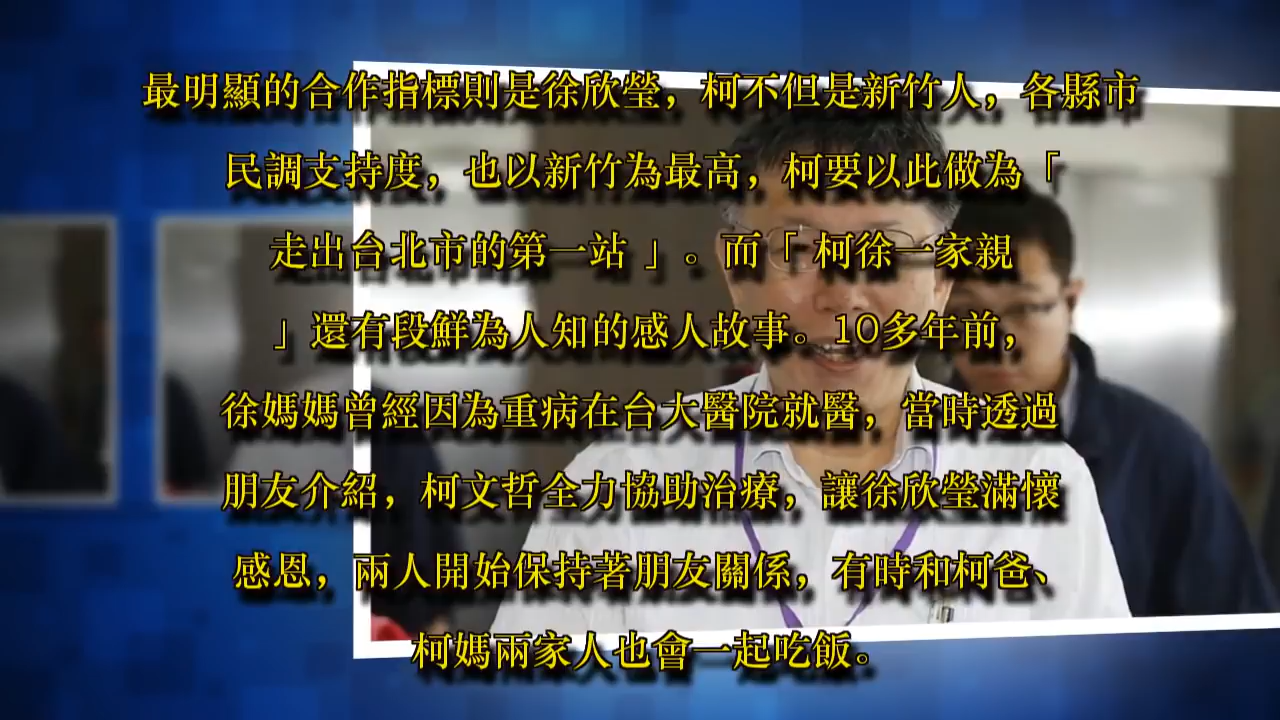 最明顯的合作指標則是徐欣瑩，柯不但是新竹人，各縣市
民調支持度，也以新竹為最高，柯要以此做為「
走出台北市的第一站 」。而「 柯徐一家親
」還有段鮮為人知的感人故事。10多年前，
徐媽媽曾經因為重病在台大醫院就醫，當時透過
朋友介紹，柯文哲全力協助治療，讓徐欣瑩滿懷
感恩，兩人開始保持著朋友關係，有時和柯爸、
柯媽兩家人也會一起吃飯。